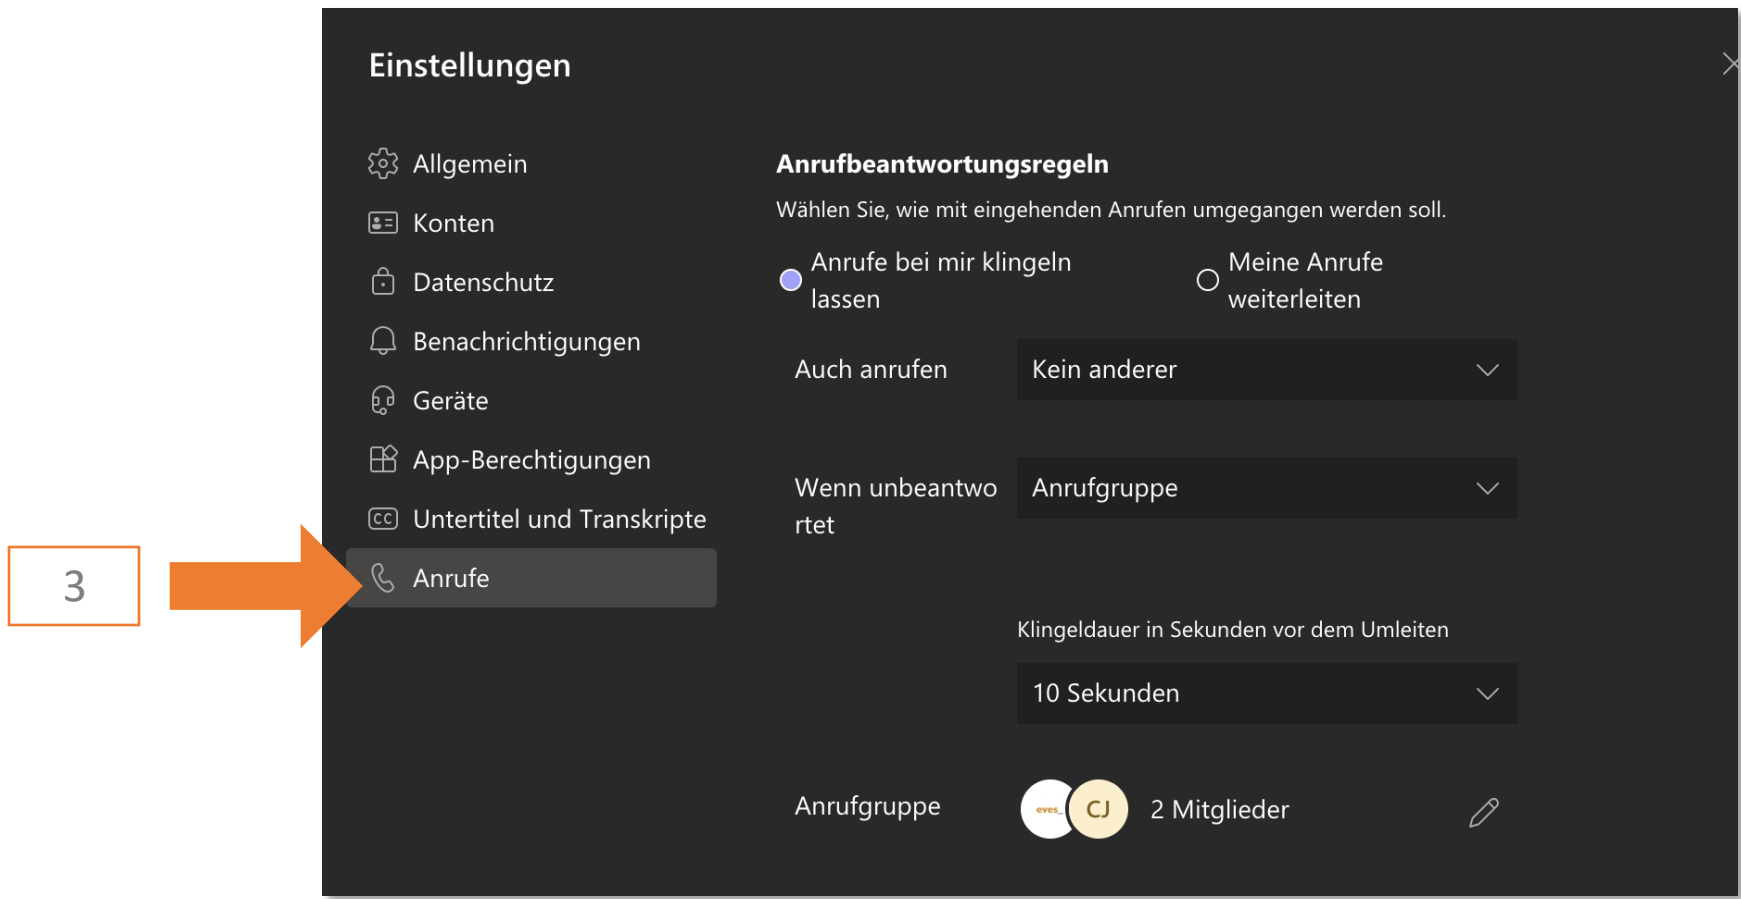 Einstellungen
Allgemein
Konten
Datenschutz
Benachrichtigungen
Geräte
App-Berechtigungen
CC Untertitel und Transkripte
3
Anrufe
Anrufbeantwortungsregeln
Wählen Sie, wie mit eingehenden Anrufen umgegangen werden soll.
Anrufe bei mir klingeln
lassen
Meine Anrufe
weiterleiten
Auch anrufen
Kein anderer
Wenn unbeantwo
rtet
Anrufgruppe
Klingeldauer in Sekunden vor dem Umleiten
10 Sekunden
Anrufgruppe
eves_
CJ
2 Mitglieder